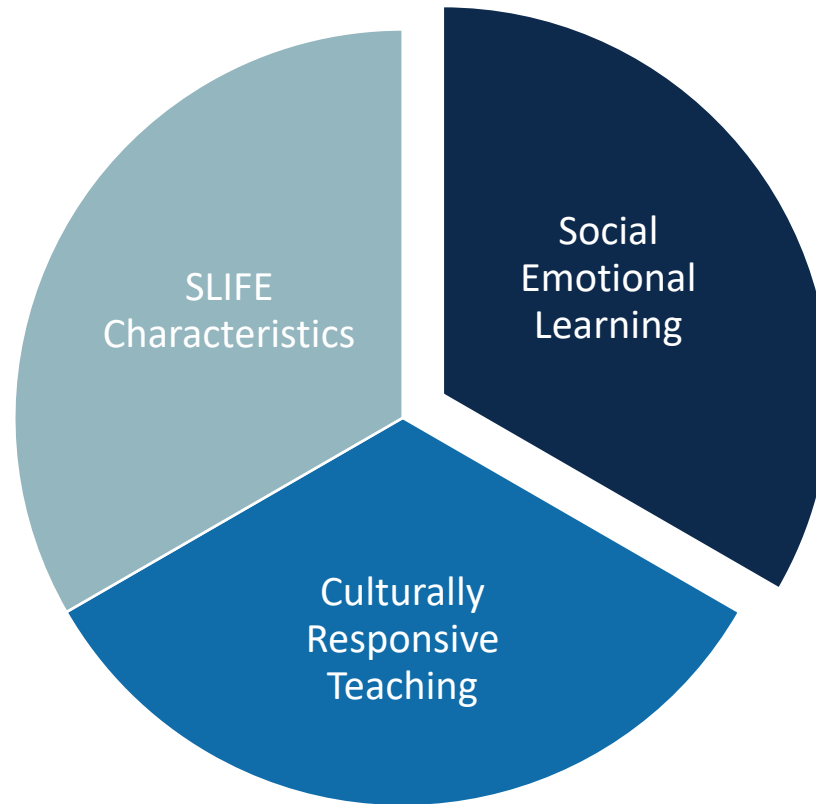 Social
Emotional
Learning
SLIFE
Characteristics
Culturally
Responsive
Teaching